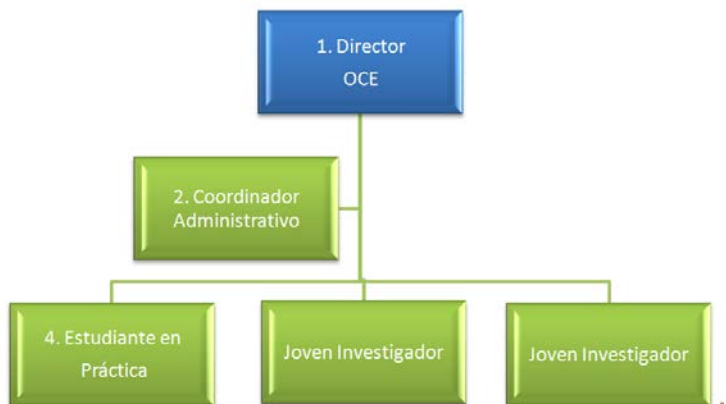 1. Director
OCE
2. Coordinador
Administrativo
4. Estudiante en
Práctica
Joven Investigador
Joven Investigador